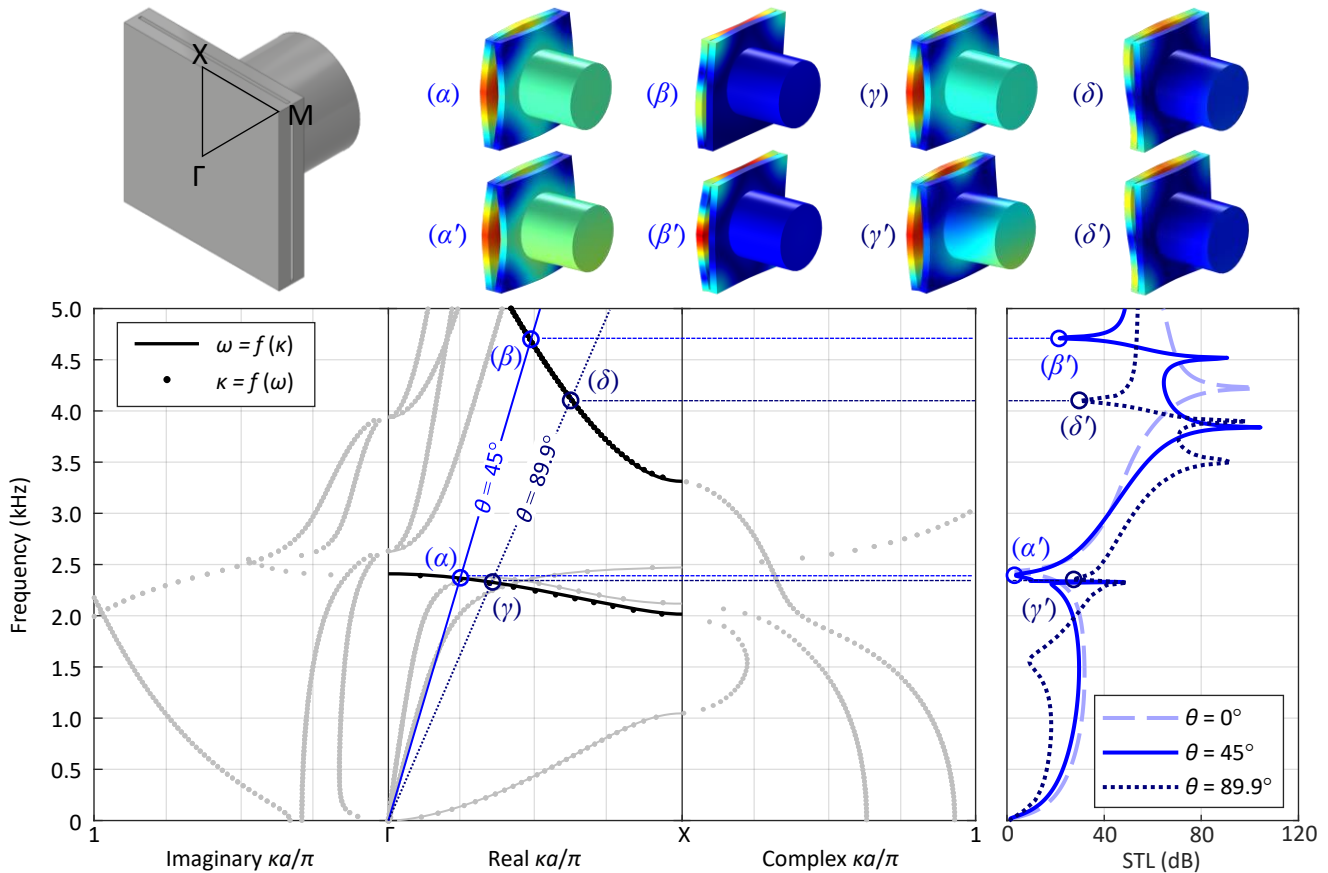 X
M
Γ
(α)
(β)
(γ)
(δ)
(α')
(β')
(γ')
(δ')
Frequency (kHz)
5.0
4.5
4.0
3.5
3.0
2.5
2.0
1.5
1.0
0.5
0
ω = f (κ)
κ = f (ω)
(β)
(δ)
θ = 45°
θ = 89.9°
(α)
(γ)
(β')
(δ')
(α')
(γ')
θ = 0°
θ = 45°
θ = 89.9°
1
Γ
X
1
0
40
80
120
Imaginary κa/π
Real κa/π
Complex κa/π
STL (dB)